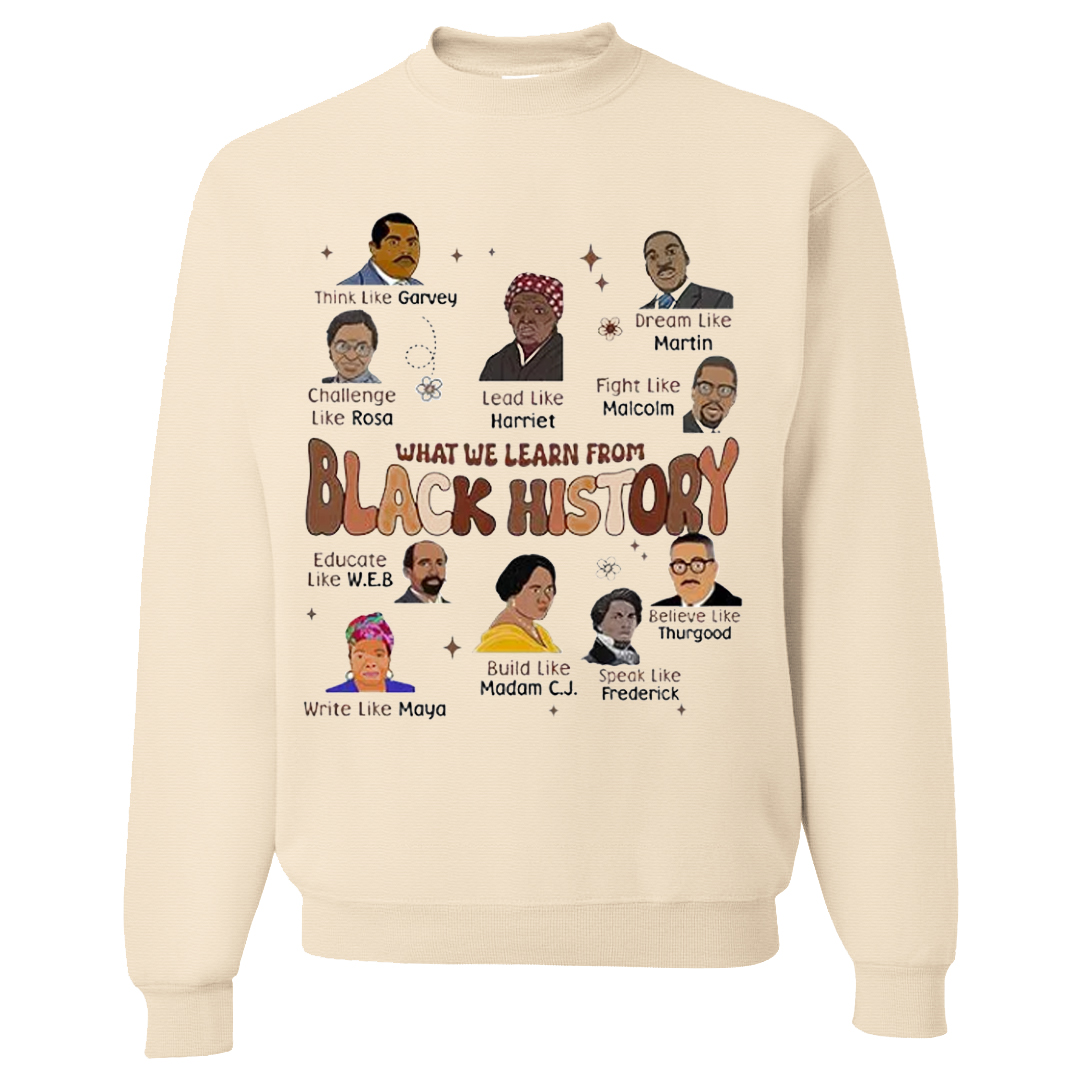 Think Like Garvey
Challenge
Like Rosa
Lead Like
Harriet
Dream Like
Martin
Fight Like
Malcolm
WHAT WE LEARN FROM
BLACK HISTORY
Educate
Like W.E.B
Write Like Maya
Build Like
Madam C.J.
Speak Like
Frederick
Believe Like
Thurgood